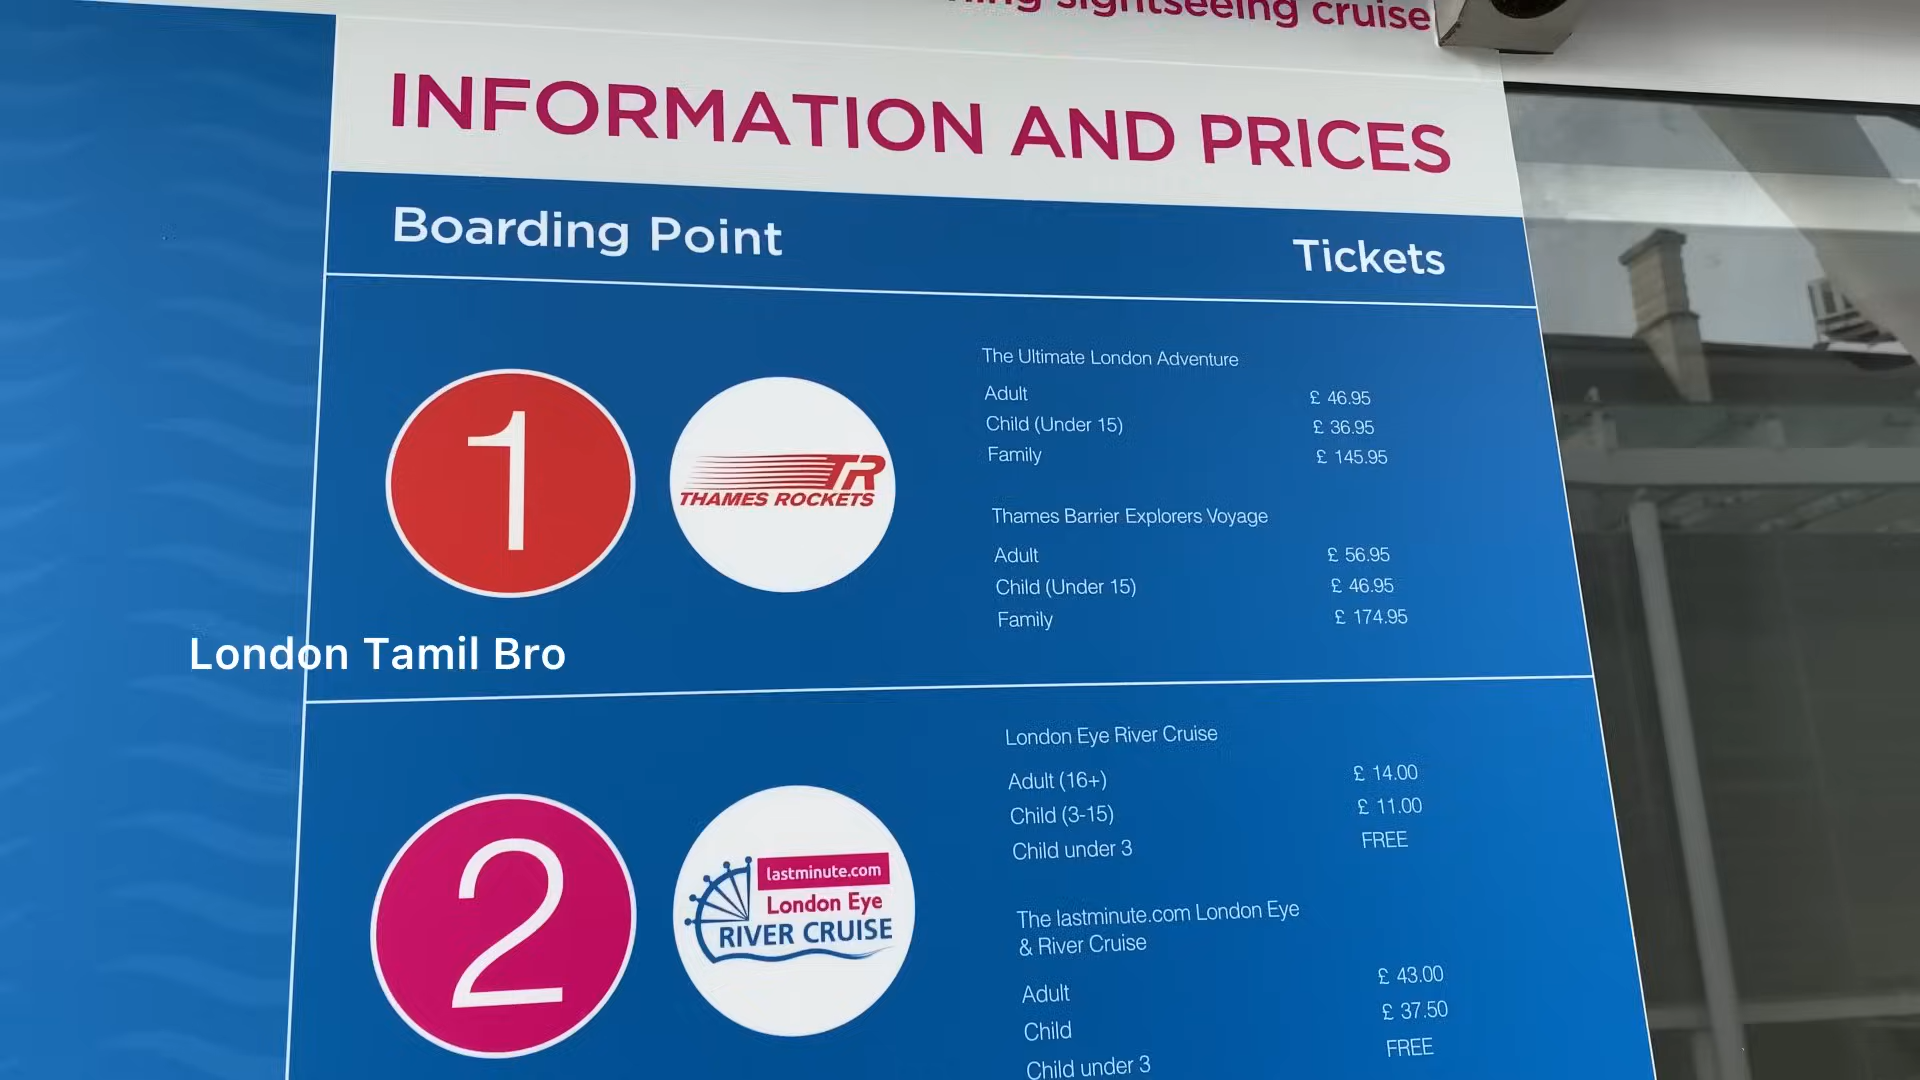 sightseeing cruise
INFORMATION AND PRICES
Boarding Point
Tickets
1
TR
THAMES ROCKETS
The Ultimate London Adventure
Adult £ 46.95
Child (Under 15) £ 36.95
Family £ 145.95
Thames Barrier Explorers Voyage
Adult £ 56.95
Child (Under 15) £ 46.95
Family £ 174.95
London Tamil Bro
2
lastminute.com
London Eye
RIVER CRUISE
London Eye River Cruise
Adult (16+) £ 14.00
Child (3-15) £ 11.00
Child under 3 FREE
The lastminute.com London Eye
& River Cruise
Adult £ 43.00
Child £ 37.50
Child under 3 FREE